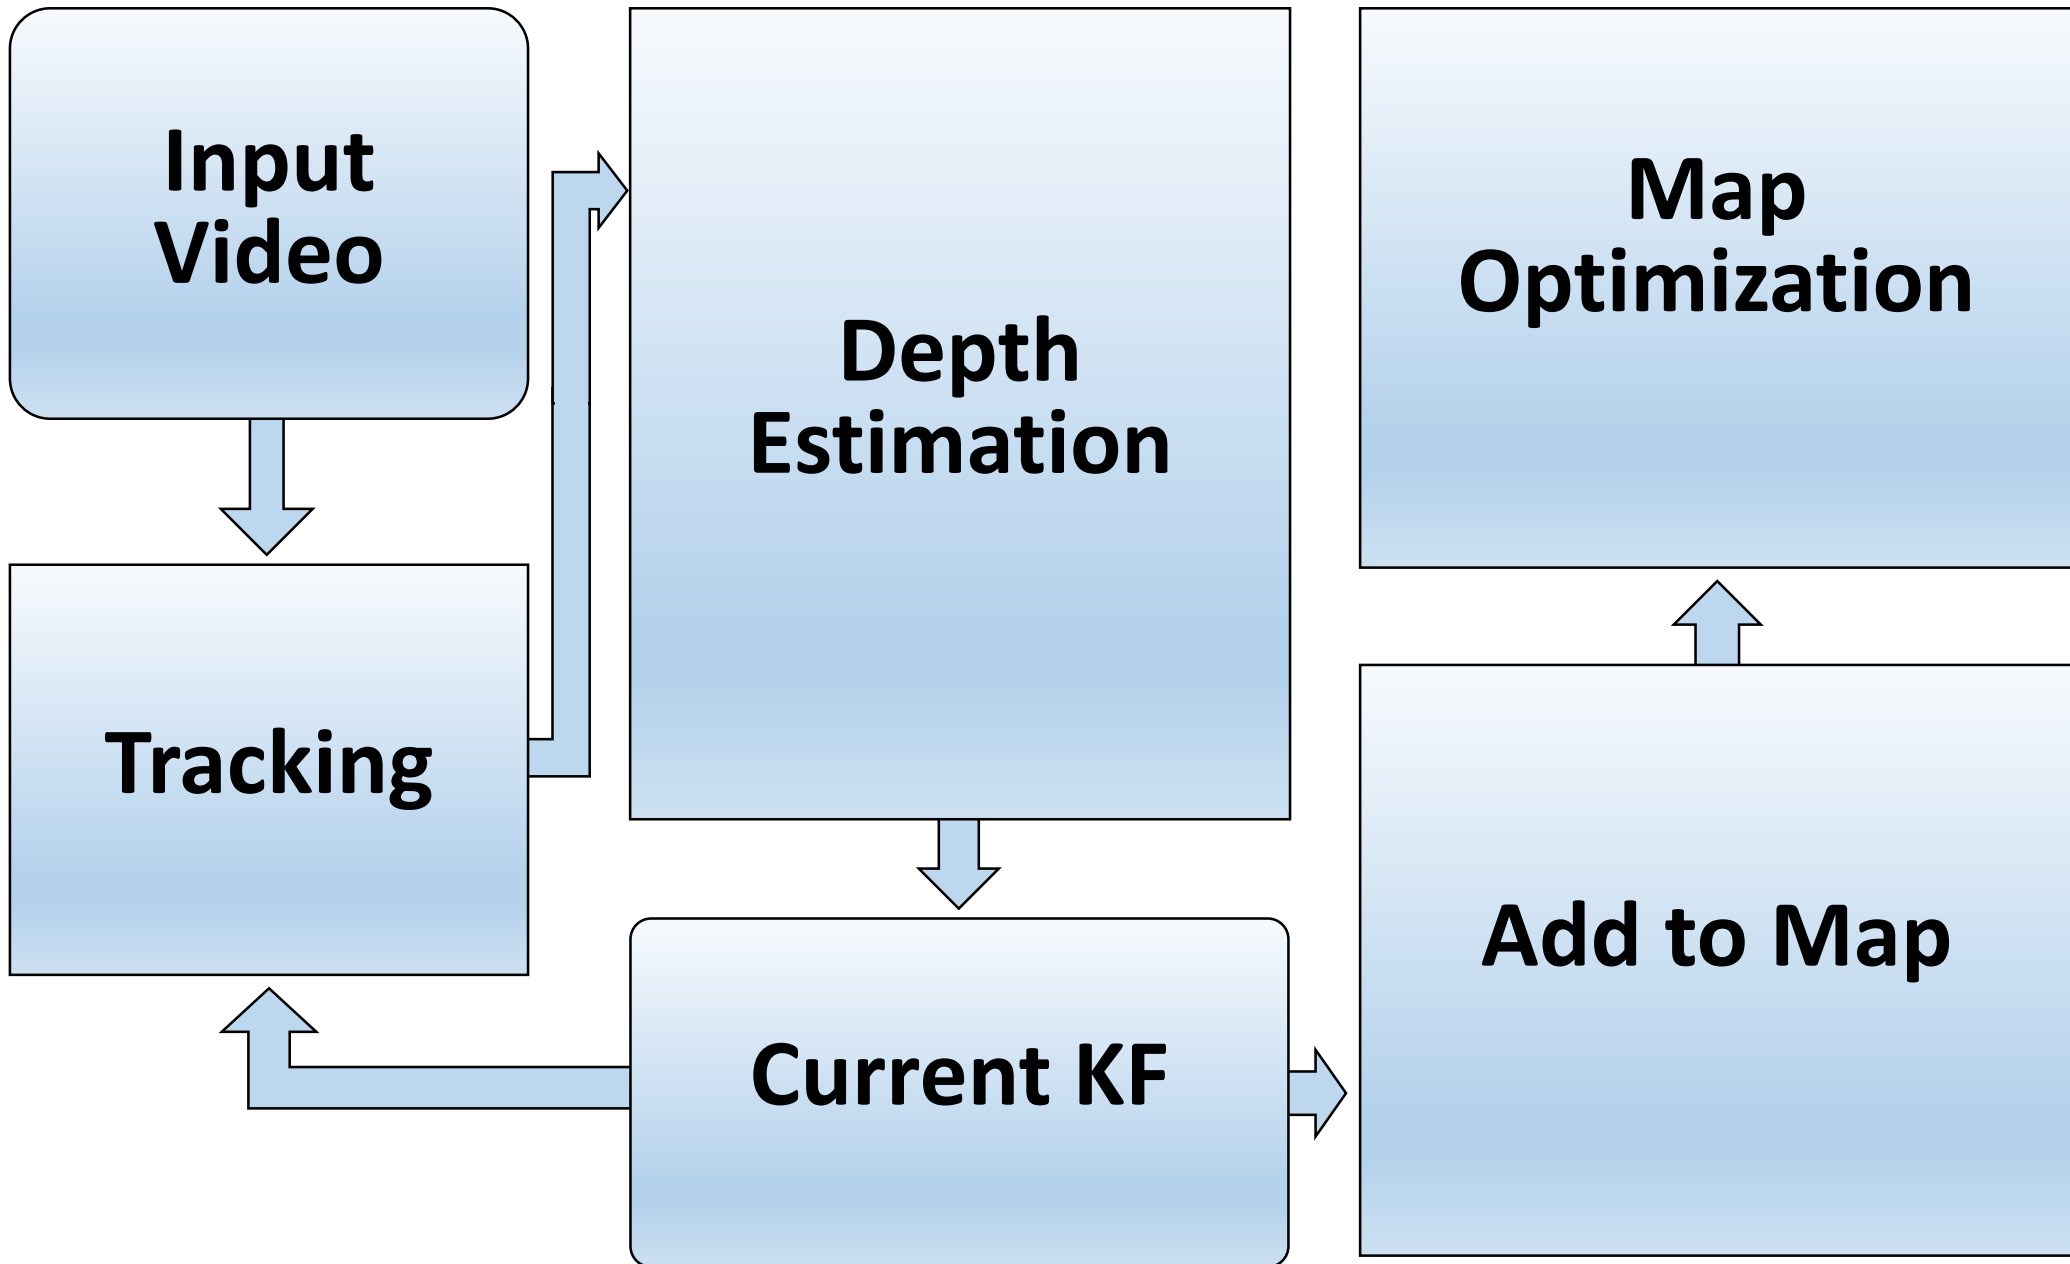 Input
Video
Tracking
Depth
Estimation
Current KF
Map
Optimization
Add to Map